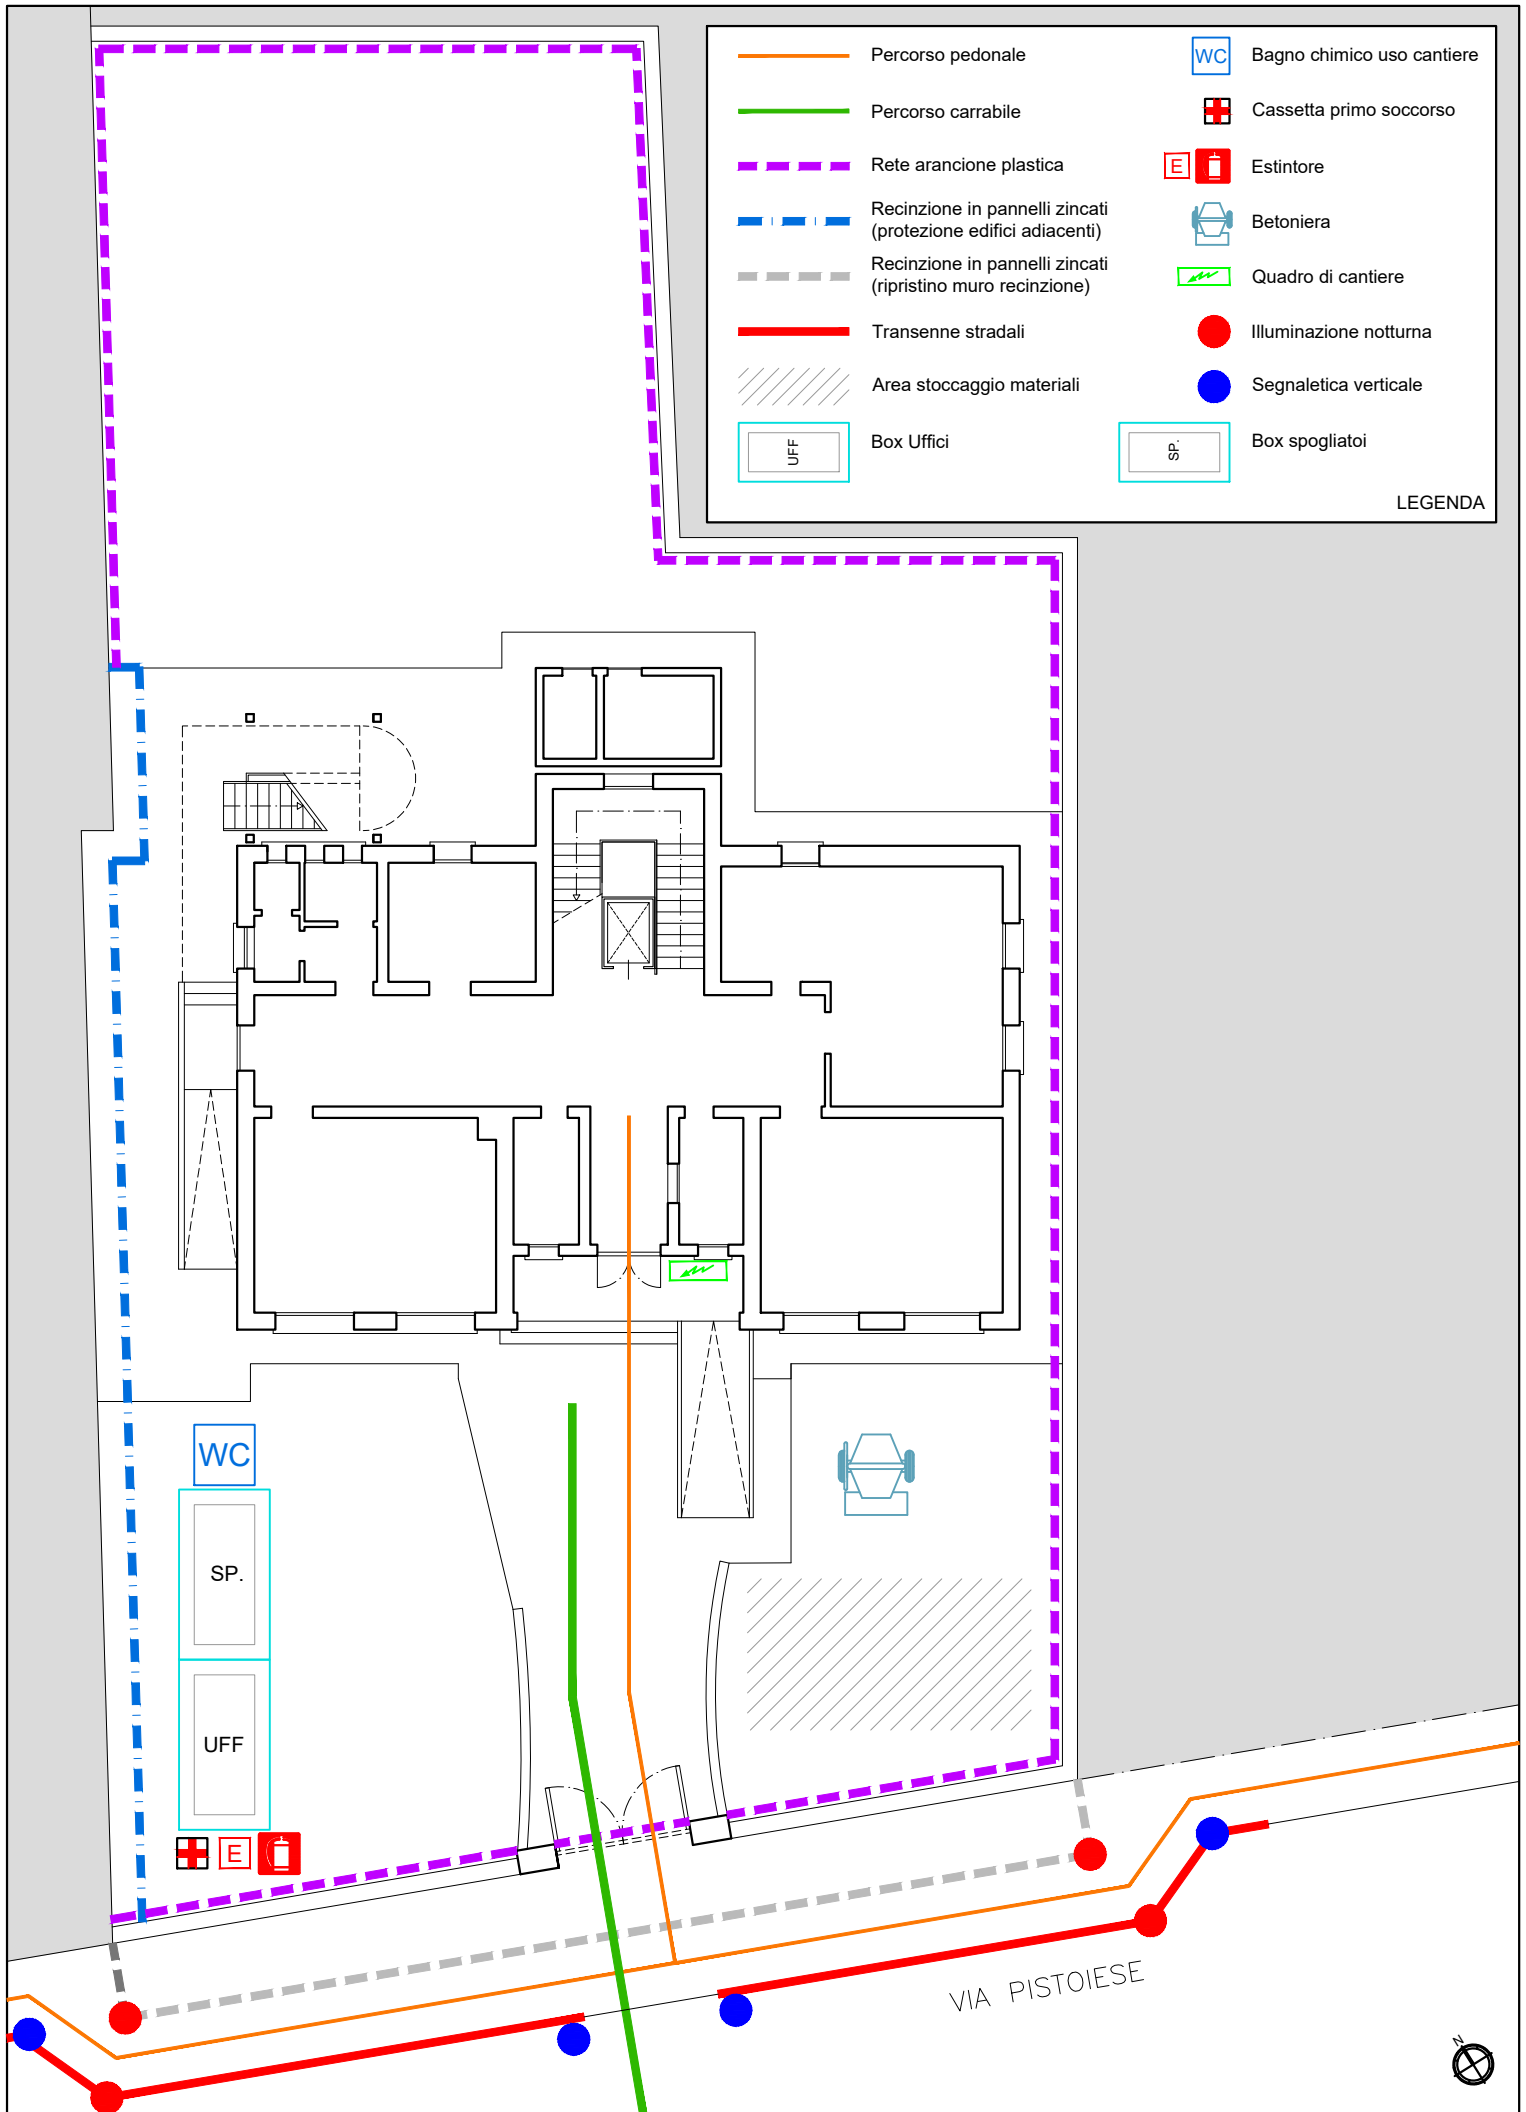 Percorso pedonale
WC
Bagno chimico uso cantiere
Percorso carrabile
Cassetta primo soccorso
Rete arancione plastica
E
Estintore
Recinzione in pannelli zincati
(protezione edifici adiacenti)
Betoniera
Recinzione in pannelli zincati
(ripristino muro recinzione)
Quadro di cantiere
Transenne stradali
Illuminazione notturna
Area stoccaggio materiali
Segnaletica verticale
UFF
Box Uffici
SP.
Box spogliatoi
LEGENDA
WC
SP.
UFF
E
VIA PISTOIESE
N